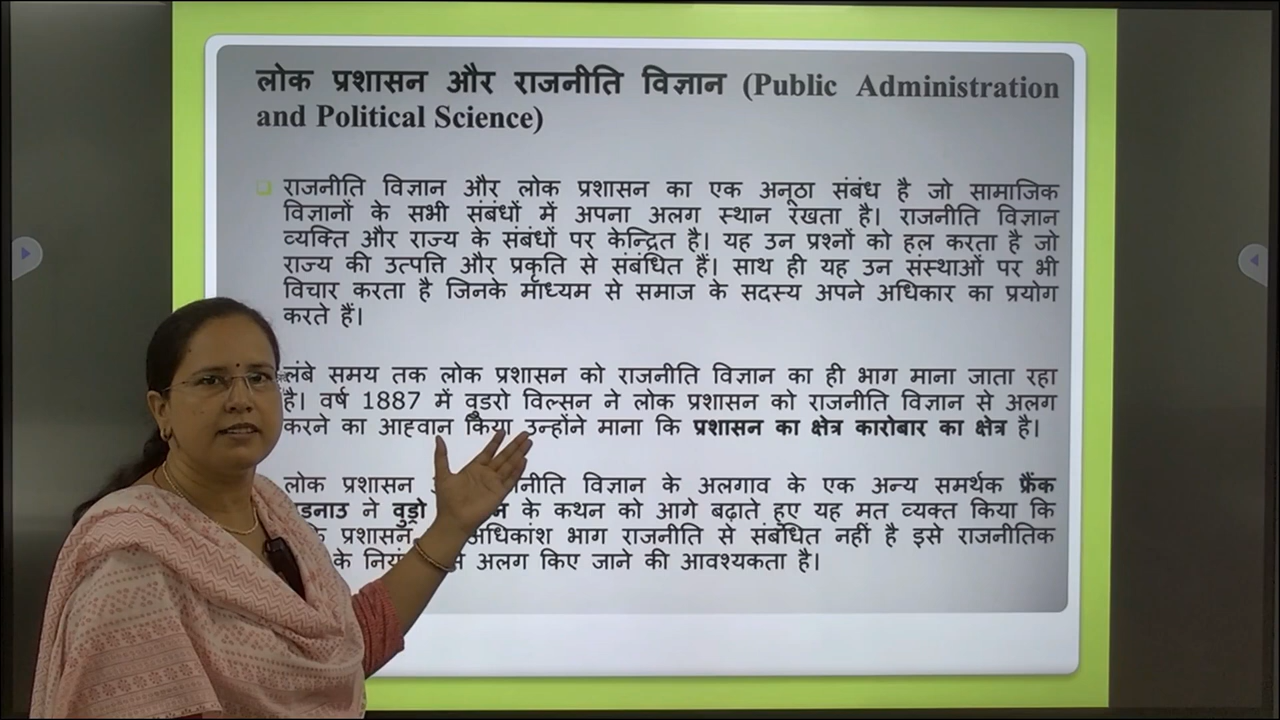 लोक प्रशासन और राजनीति विज्ञान (Public Administration
and Political Science)
राजनीति विज्ञान और लोक प्रशासन का एक अनूठा संबंध है जो सामाजिक
विज्ञानों के सभी संबंधों में अपना अलग स्थान रखता है। राजनीति विज्ञान
व्यक्ति और राज्य के संबंधों पर केन्द्रित है। यह उन प्रश्नों को हल करता है जो
राज्य की उत्पत्ति और प्रकृति से संबंधित हैं। साथ ही यह उन संस्थाओं पर भी
विचार करता है जिनके माध्यम से समाज के सदस्य अपने अधिकार का प्रयोग
करते हैं।
लंबे समय तक लोक प्रशासन को राजनीति विज्ञान का ही भाग माना जाता रहा
है। वर्ष 1887 में वुडरो विल्सन ने लोक प्रशासन को राजनीति विज्ञान से अलग
करने का आह्वान किया उन्होंने माना कि प्रशासन का क्षेत्र कारोबार का क्षेत्र है।
लोक प्रशासन विज्ञान के अलगाव के एक अन्य समर्थक फ्रैंक
ने वुड्रो के कथन को आगे बढ़ाते हुए यह मत व्यक्त किया कि
प्रशासन अधिकांश भाग राजनीति से संबंधित नहीं है इसे राजनीतिक
के अलग किए जाने की आवश्यकता है।